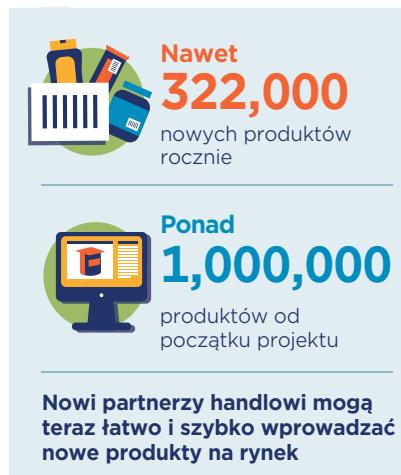 Nawet
322,000
nowych produktów
rocznie
Ponad
1,000,000
produktów od
początku projektu
Nowi partnerzy handlowi mogą
teraz łatwo i szybko wprowadzać
nowe produkty na rynek